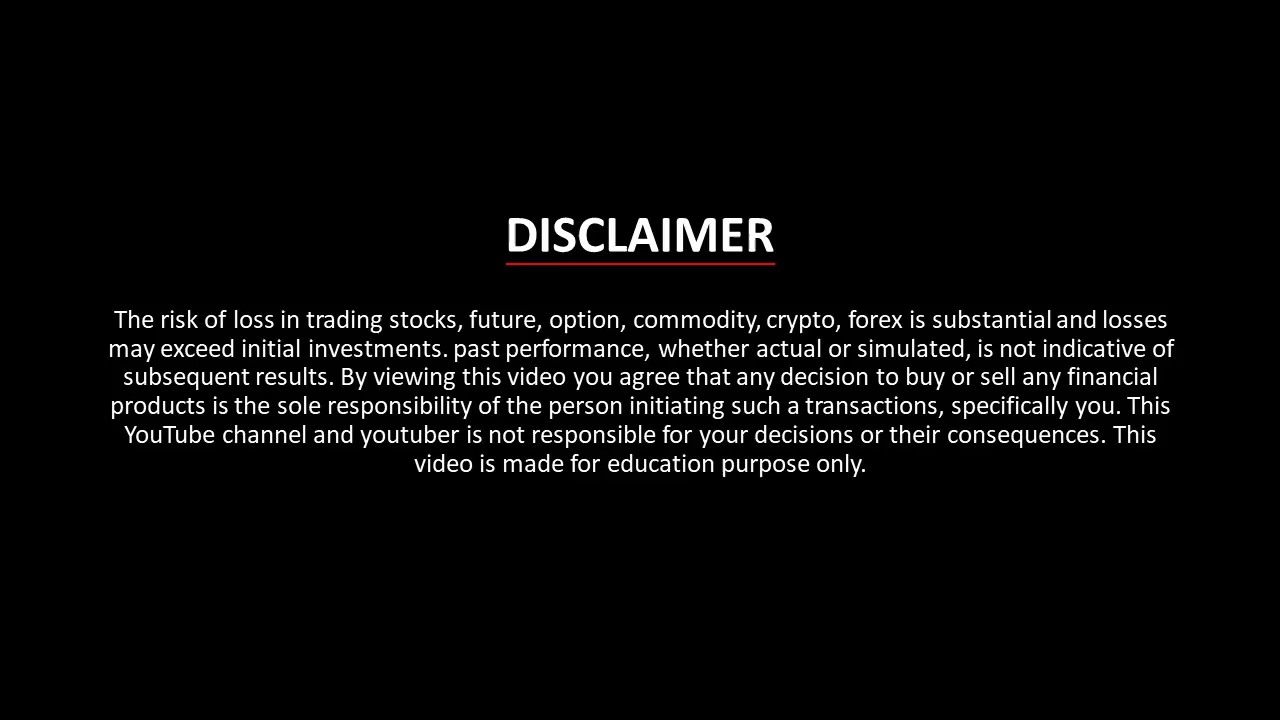 DISCLAIMER
The risk of loss in trading stocks, future, option, commodity, crypto, forex is substantial and losses
may exceed initial investments. past performance, whether actual or simulated, is not indicative of
subsequent results. By viewing this video you agree that any decision to buy or sell any financial
products is the sole responsibility of the person initiating such a transactions, specifically you. This
YouTube channel and youtuber is not responsible for your decisions or their consequences. This
video is made for education purpose only.